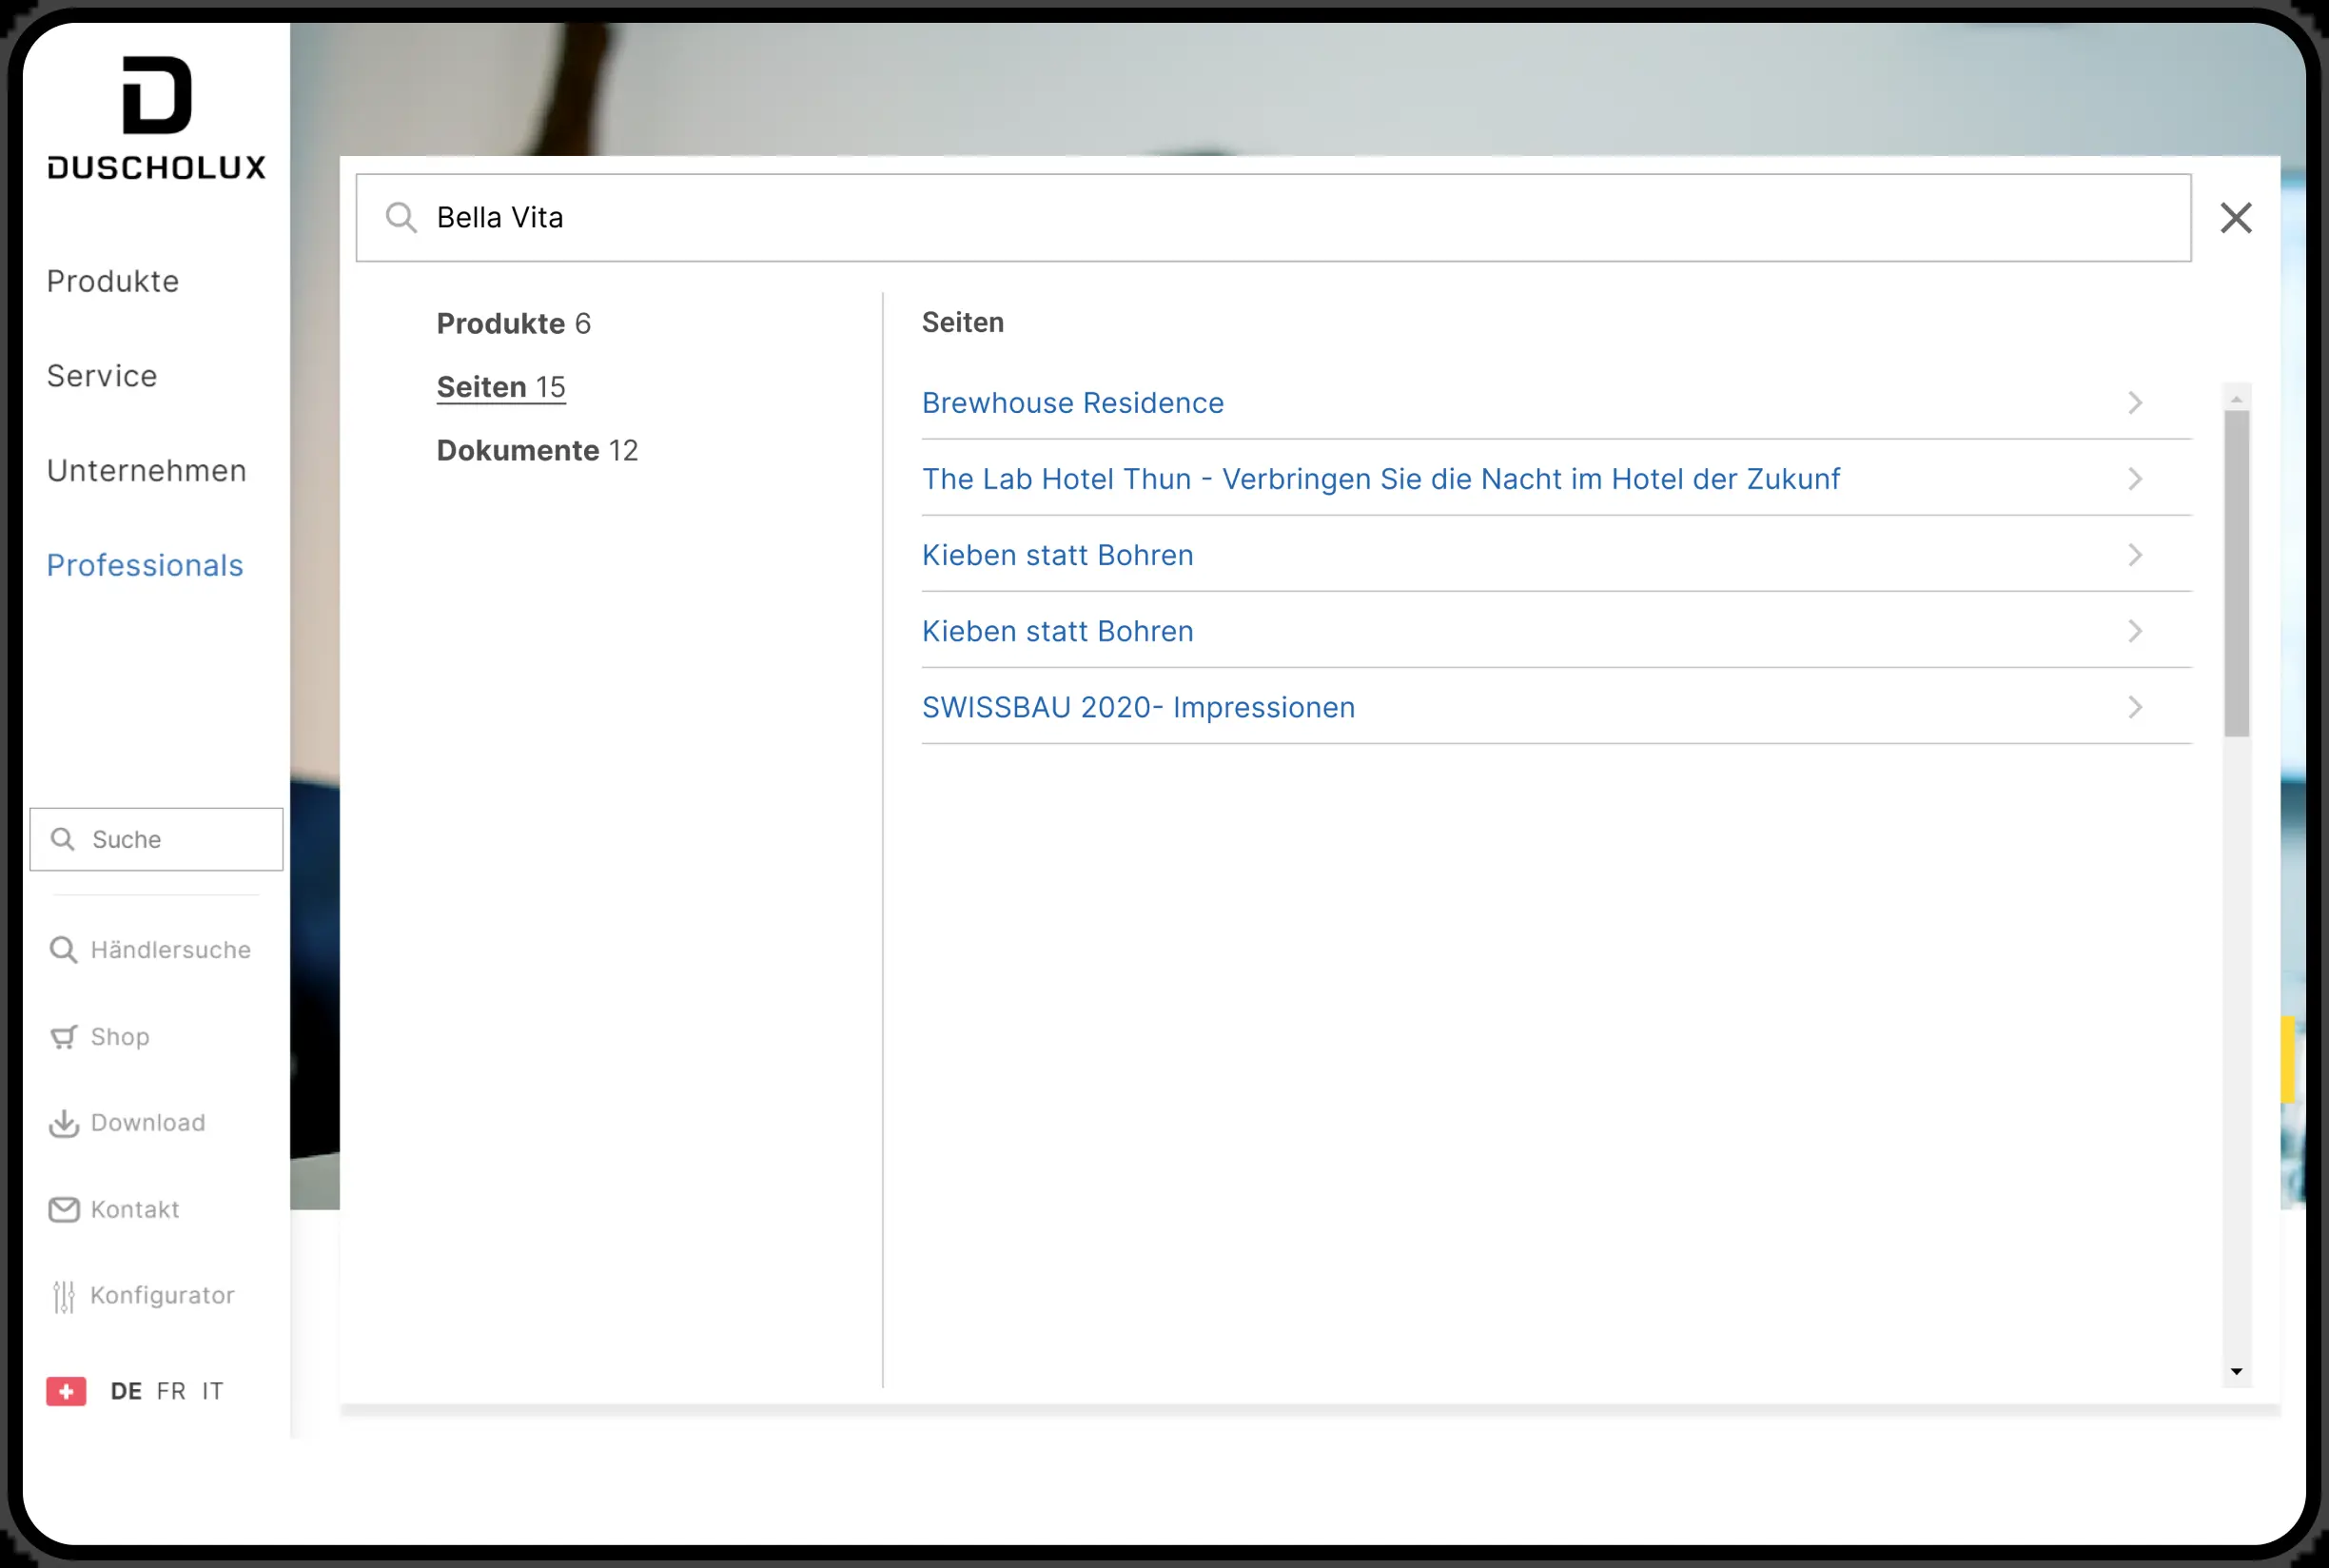 DUSCHOLUX
Produkte
Service
Unternehmen
Professionals
Suche
Händlersuche
Shop
Download
Kontakt
Konfigurator
DE FR IT
Bella Vita
Produkte 6
Seiten 15
Dokumente 12
Seiten
Brewhouse Residence
The Lab Hotel Thun - Verbringen Sie die Nacht im Hotel der Zukunf
Kieben statt Bohren
Kieben statt Bohren
SWISSBAU 2020- Impressionen